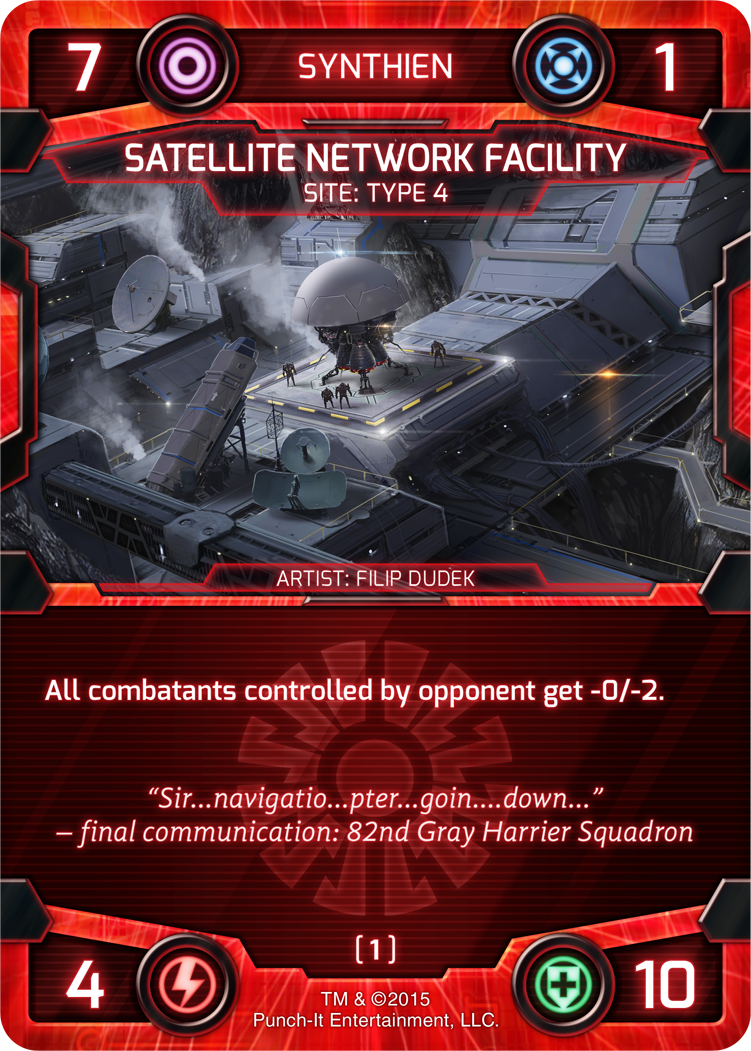 7 SYNTHIEN 1
SATELLITE NETWORK FACILITY
SITE: TYPE 4
ARTIST: FILIP DUDEK
All combatants controlled by opponent get -0/-2.
“Sir...navigatio...pter...goin....down...”
– final communication: 82nd Gray Harrier Squadron
[1]
4 10
TM & ©2015
Punch-It Entertainment, LLC.